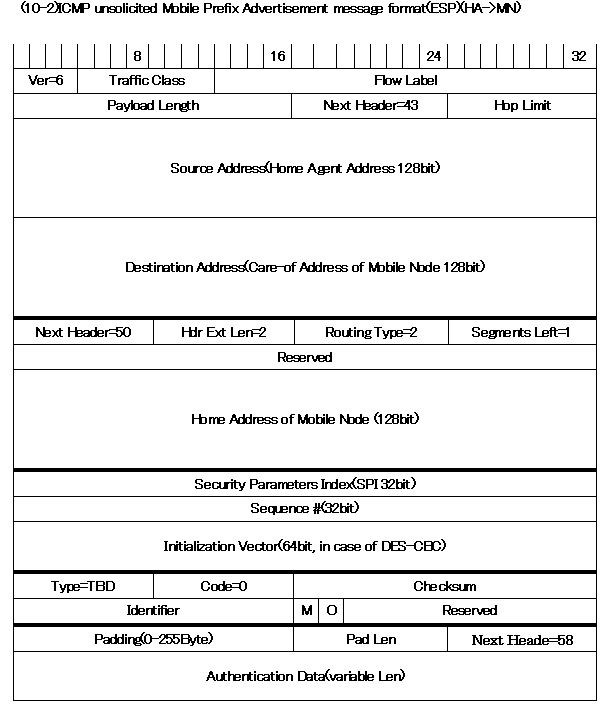 (10-2)ICMP unsolicited Mobile Prefix Advertisement message format(ESP)(HA->MN)
8 16 24 32
Ver=6 Traffic Class Flow Label
Payload Length Next Header=43 Hop Limit
Source Address(Home Agent Address 128bit)
Destination Address(Care-of Address of Mobile Node 128bit)
Next Header=50 Hdr Ext Len=2 Routing Type=2 Segments Left=1
Reserved
Home Address of Mobile Node (128bit)
Security Parameters Index(SPI 32bit)
Sequence #(32bit)
Initialization Vector(64bit, in case of DES-CBC)
Type=TBD Code=0 Checksum
Identifier M O Reserved
Padding(0-255Byte) Pad Len Next Heade=58
Authentication Data(variable Len)